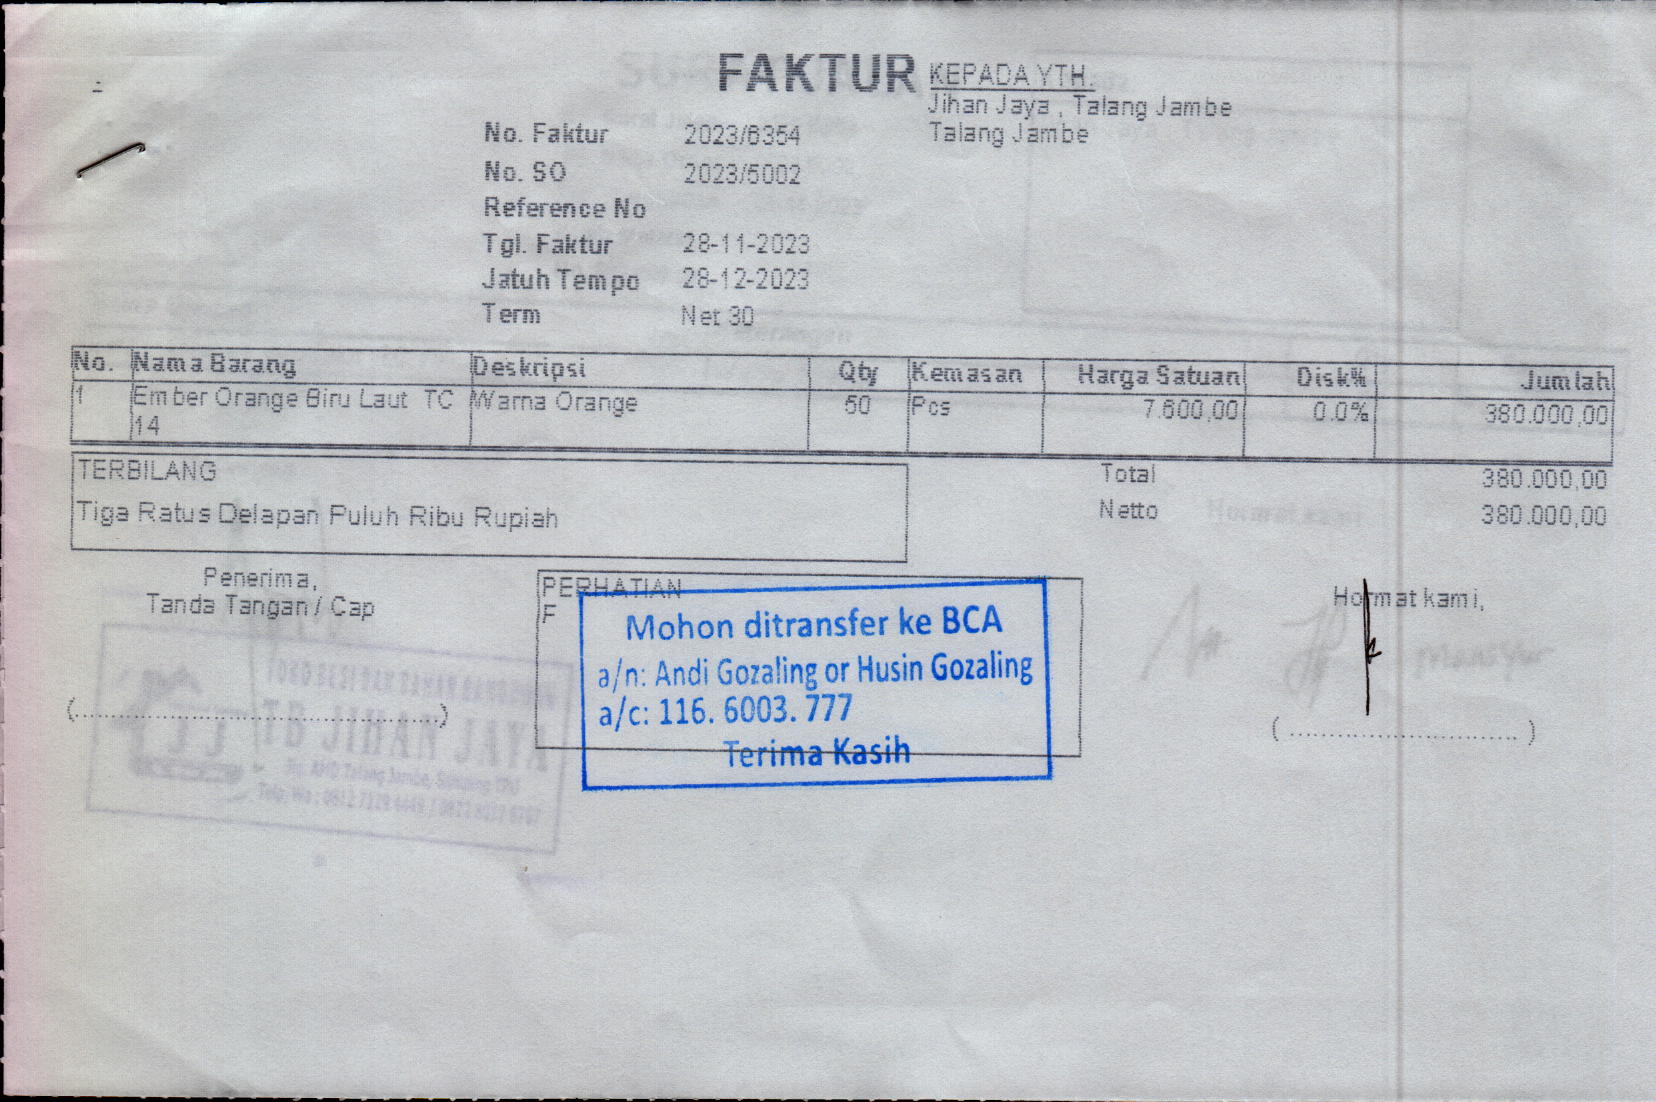 FAKTUR
KEPADA YTH.
Jihan Jaya , Talang Jambe
Talang Jambe
No. Faktur 2023/6354
No. SO 2023/5002
Reference No
Tgl. Faktur 28-11-2023
Jatuh Tempo 28-12-2023
Term Net 30
No. Nama Barang Deskripsi Qty Kemasan Harga Satuan Disk% Jumlah
1 Ember Orange Biru Laut TC Warna Orange 50 Pcs 7.600,00 0.0% 380.000,00
14
TERBILANG
Tiga Ratus Delapan Puluh Ribu Rupiah
Total 380.000,00
Netto 380.000,00
Penerima,
Tanda Tangan / Cap
PERHATIAN
F
Mohon ditransfer ke BCA
a/n: Andi Gozaling or Husin Gozaling
a/c: 116. 6003. 777
Terima Kasih
Hormat kami,
TB JIHAN JAYA